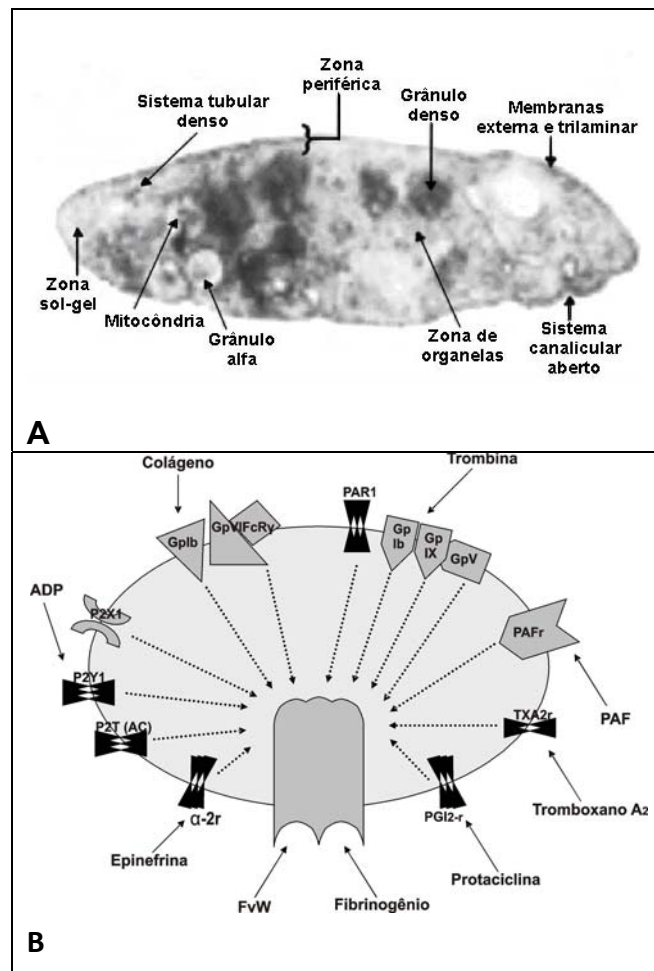 Zona
periférica
Sistema tubular
denso
Grânulo
denso
Membranas
externa e trilaminar
Zona
sol-gel
Mitocôndria
Grânulo
alfa
Zona de
organelas
Sistema
canalicular
aberto
A
Colágeno
Trombina
PAR1
GpIb
GpVI
FcRγ
Gp
Ib
Gp
IX
GpV
ADP
P2X1
P2Y1
P2T (AC)
PAFr
PAF
TXA2r
Tromboxano A2
α-2r
PGI2-r
Epinefrina
Protaciclina
FvW
Fibrinogênio
B